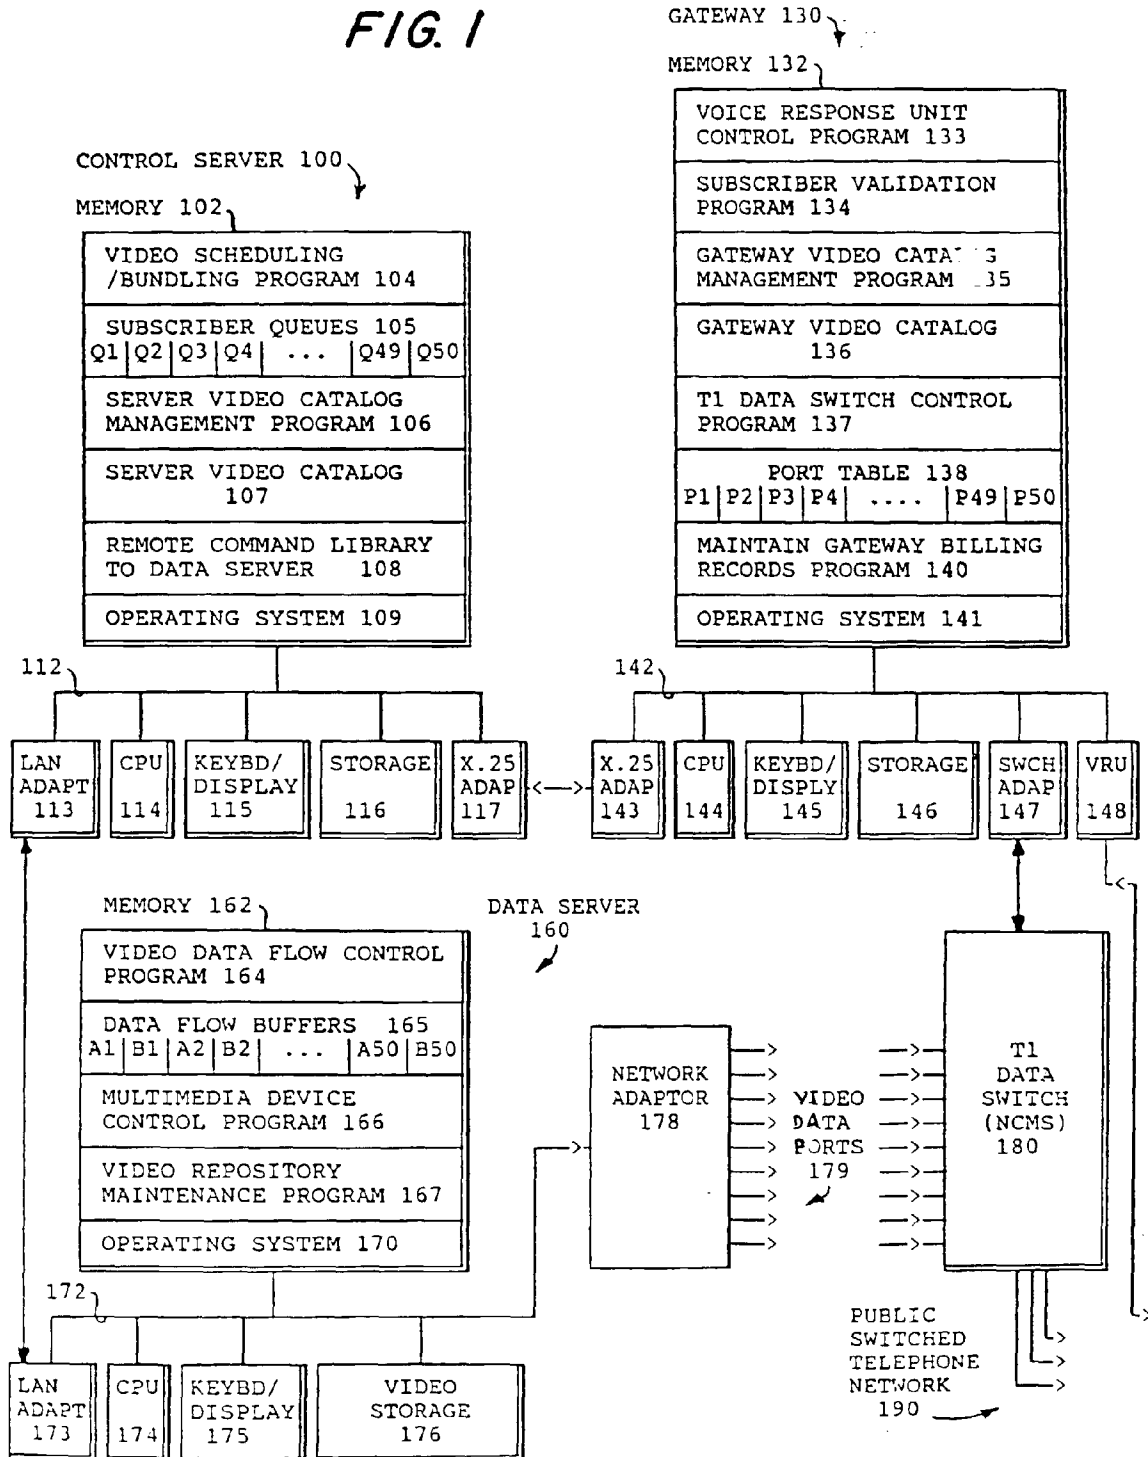 FIG. 1
GATEWAY 130
MEMORY 132
VOICE RESPONSE UNIT
CONTROL PROGRAM 133
SUBSCRIBER VALIDATION
PROGRAM 134
GATEWAY VIDEO
MANAGEMENT PROGRAM
GATEWAY VIDEO CATALOG
136
T1 DATA SWITCH CONTROL
PROGRAM 137
PORT TABLE 138
P1 P2 P3 P4 .... P49 P50
MAINTAIN GATEWAY BILLING
RECORDS PROGRAM 140
OPERATING SYSTEM 141
CONTROL SERVER 100
MEMORY 102
VIDEO SCHEDULING
/BUNDLING PROGRAM 104
SUBSCRIBER QUEUES 105
Q1 Q2 Q3 Q4 ... Q49 Q50
SERVER VIDEO CATALOG
MANAGEMENT PROGRAM 106
SERVER VIDEO CATALOG
107
REMOTE COMMAND LIBRARY
TO DATA SERVER 108
OPERATING SYSTEM 109
112
LAN
ADAPT
113
CPU
114
KEYBD/
DISPLAY
115
STORAGE
116
X.25
ADAP
117
142
X.25
ADAP
143
CPU
144
KEYBD/
DISPLY
145
STORAGE
146
SWCH
ADAP
147
VRU
148
DATA SERVER
160
MEMORY 162
VIDEO DATA FLOW CONTROL
PROGRAM 164
DATA FLOW BUFFERS 165
A1 B1 A2 B2 ... A50 B50
MULTIMEDIA DEVICE
CONTROL PROGRAM 166
VIDEO REPOSITORY
MAINTENANCE PROGRAM 167
OPERATING SYSTEM 170
172
LAN
ADAPT
173
CPU
174
KEYBD/
DISPLAY
175
VIDEO
STORAGE
176
NETWORK
ADAPTOR
178
VIDEO
DATA
PORTS
179
T1
DATA
SWITCH
(NCMS)
180
PUBLIC
SWITCHED
TELEPHONE
NETWORK
190